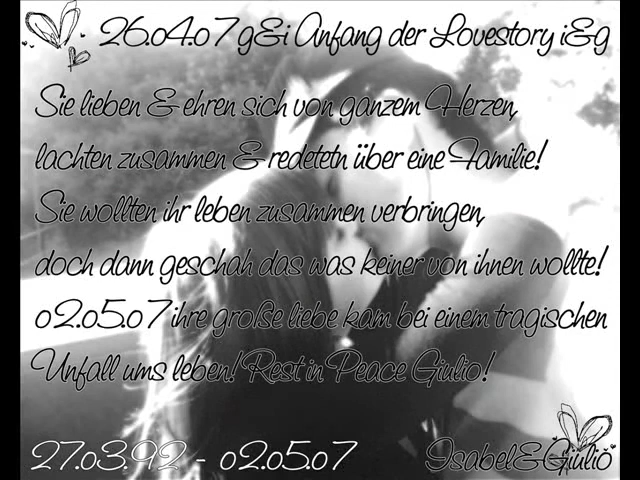 26.04.07 g&i Anfang der Lovestory i&g
Sie lieben & ehren sich von ganzem Herzen,
lachten zusammen & redetetn über eine Familie!
Sie wollten ihr leben zusammen verbringen,
doch dann geschah das was keiner von ihnen wollte!
02.05.07 ihre große liebe kam bei einem tragischen
Unfall ums leben! Rest in Peace Giulio!
27.03.92 - 02.05.07
Isabel&Giulio